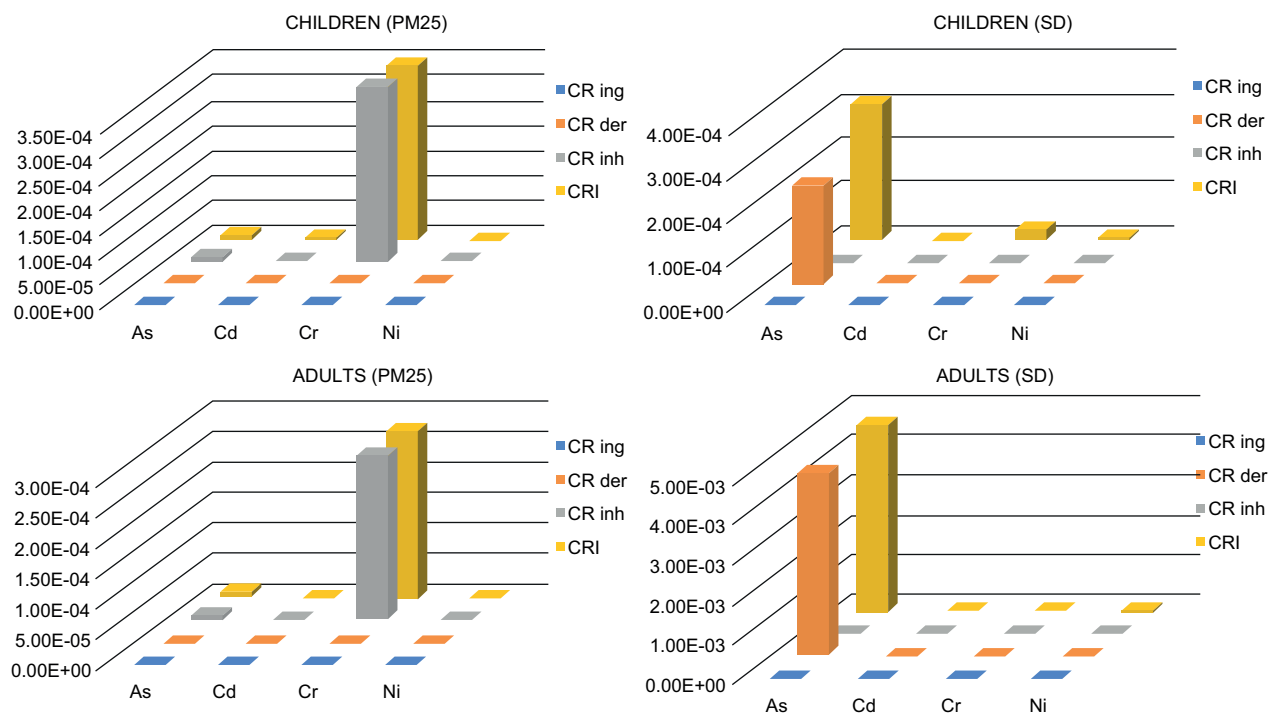 CHILDREN (PM25)
3.50E-04
3.00E-04
2.50E-04
2.00E-04
1.50E-04
1.00E-04
5.00E-05
0.00E+00
As Cd Cr Ni
CR ing
CR der
CR inh
CRI
CHILDREN (SD)
4.00E-04
3.00E-04
2.00E-04
1.00E-04
0.00E+00
As Cd Cr Ni
CR ing
CR der
CR inh
CRI
ADULTS (PM25)
3.00E-04
2.50E-04
2.00E-04
1.50E-04
1.00E-04
5.00E-05
0.00E+00
As Cd Cr Ni
CR ing
CR der
CR inh
CRI
ADULTS (SD)
5.00E-03
4.00E-03
3.00E-03
2.00E-03
1.00E-03
0.00E+00
As Cd Cr Ni
CR ing
CR der
CR inh
CRI